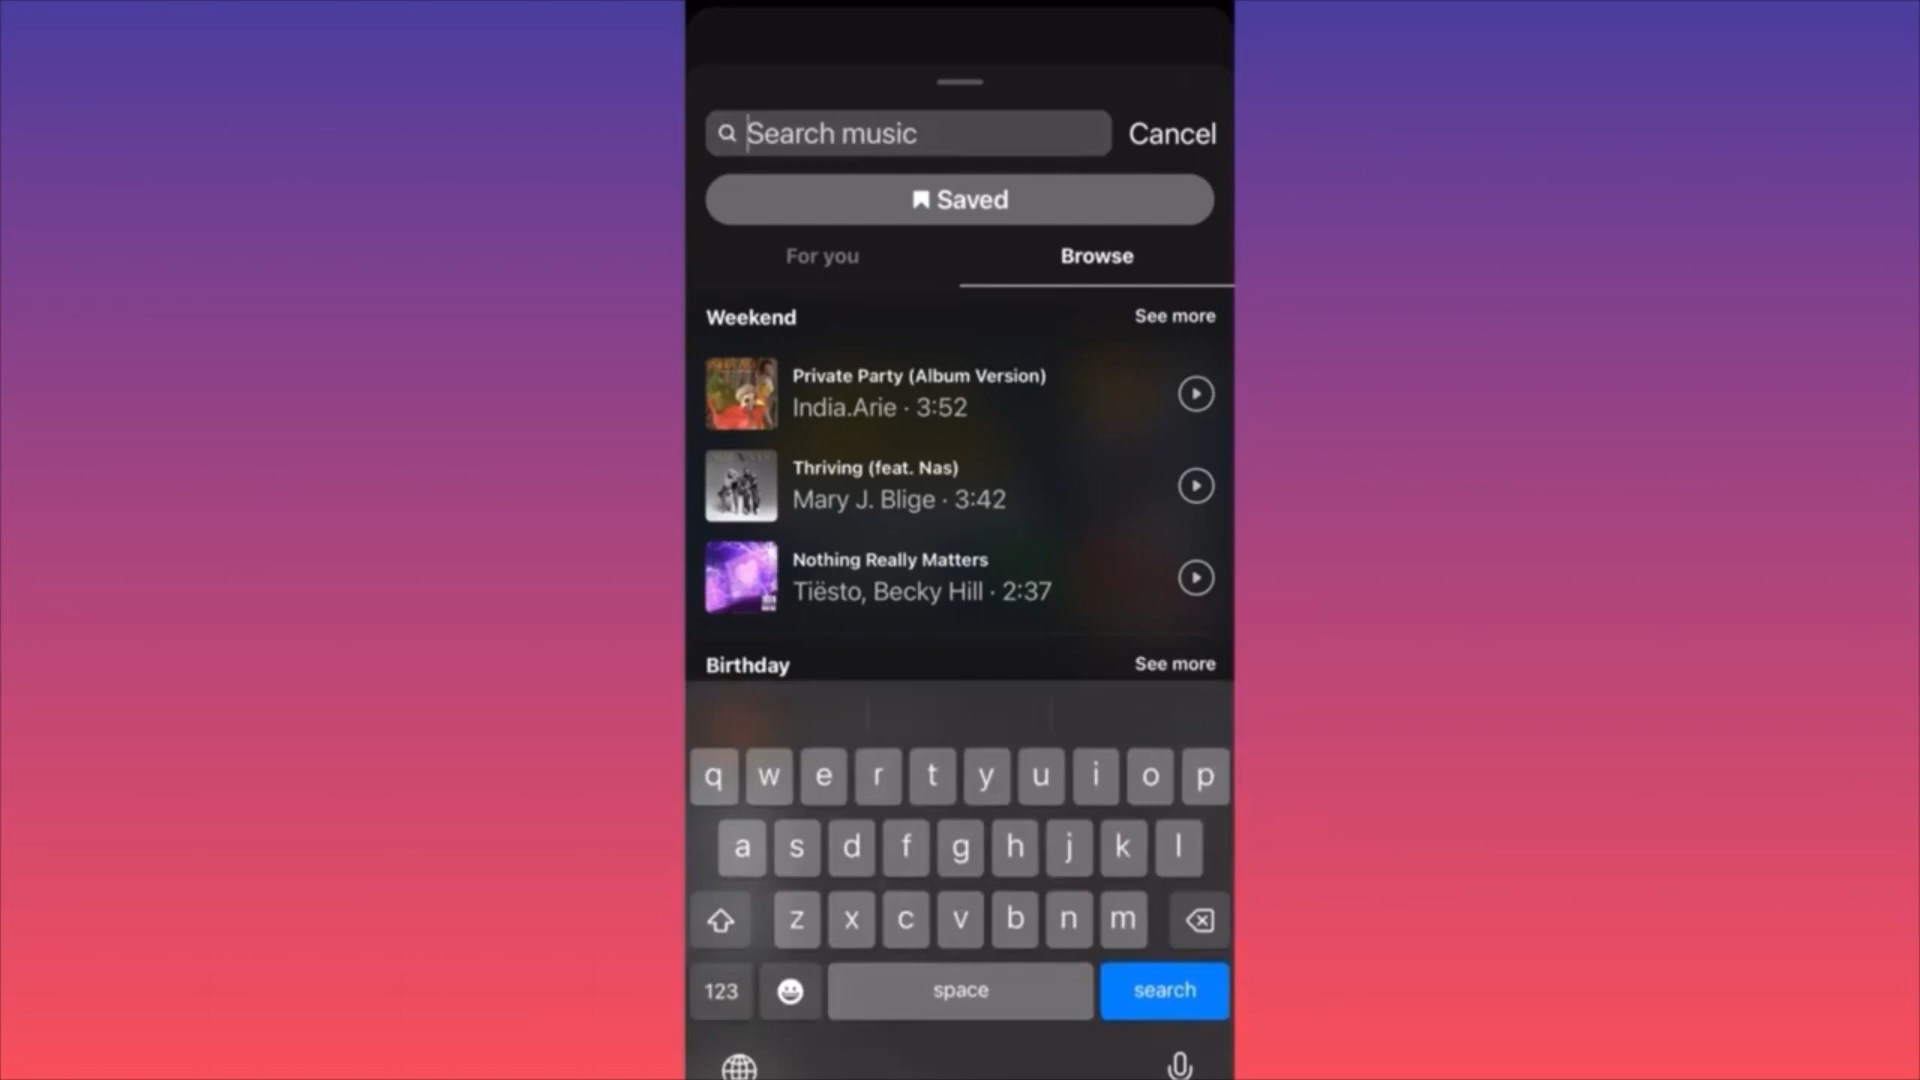 Search music
Cancel
Saved
For you
Browse
Weekend
See more
Private Party (Album Version)
India.Arie · 3:52
Thriving (feat. Nas)
Mary J. Blige · 3:42
Nothing Really Matters
Tiësto, Becky Hill · 2:37
Birthday
See more
q w e r t y u i o p
a s d f g h j k l
z x c v b n m
123
space
search